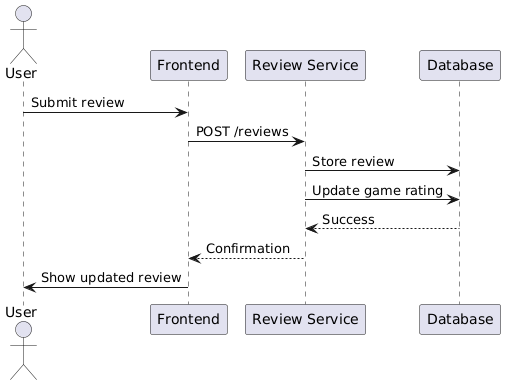 User
Frontend
Review Service
Database
Submit review
POST /reviews
Store review
Update game rating
Success
Confirmation
Show updated review
User
Frontend
Review Service
Database